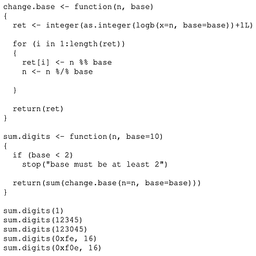 change.base <- function(n, base)
{
  ret <- integer(as.integer(logb(x=n, base=base))+1L)

  for (i in 1:length(ret))
  {
    ret[i] <- n %% base
    n <- n %/% base

  }

  return(ret)
}

sum.digits <- function(n, base=10)
{
  if (base < 2)
    stop("base must be at least 2")

  return(sum(change.base(n=n, base=base)))
}

sum.digits(1)
sum.digits(12345)
sum.digits(123045)
sum.digits(0xfe, 16)
sum.digits(0xf0e, 16)